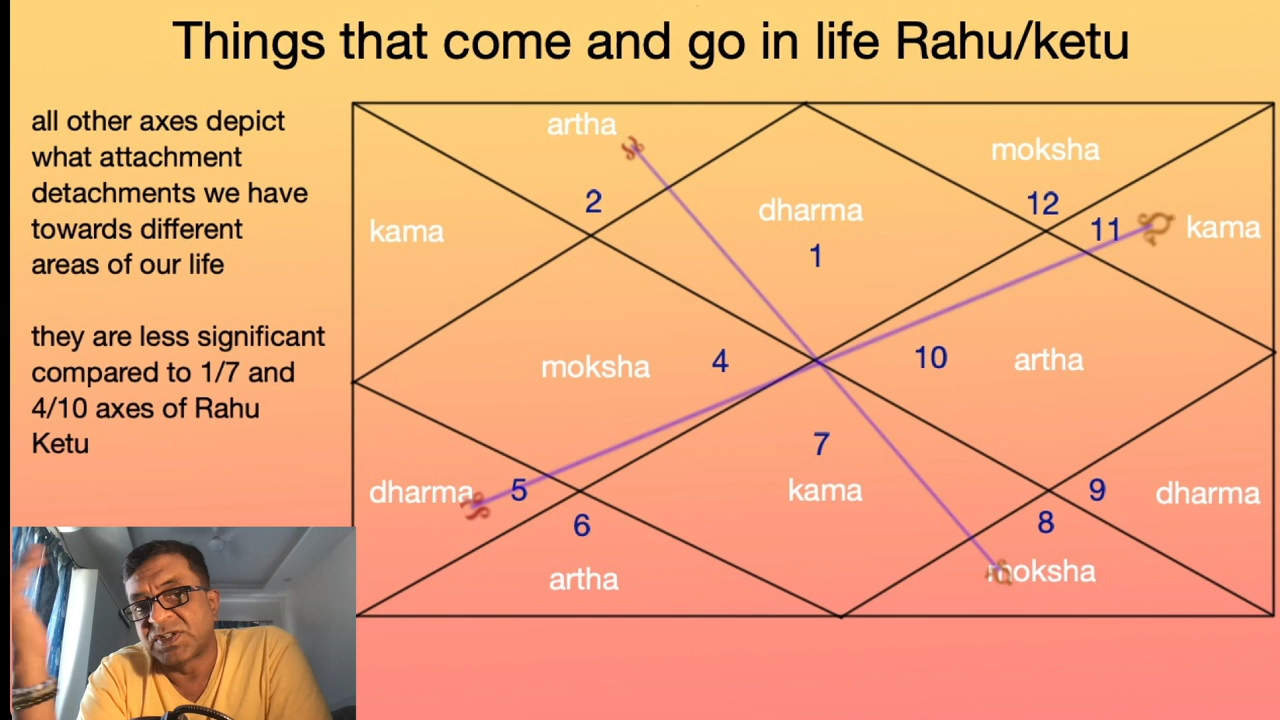 Things that come and go in life Rahu/ketu
all other axes depict
what attachment
detachments we have
towards different
areas of our life
they are less significant
compared to 1/7 and
4/10 axes of Rahu
Ketu
artha
2
kama
dharma
1
moksha
12
11
kama
moksha
4
10
artha
7
kama
dharma
5
6
artha
9
dharma
8
moksha